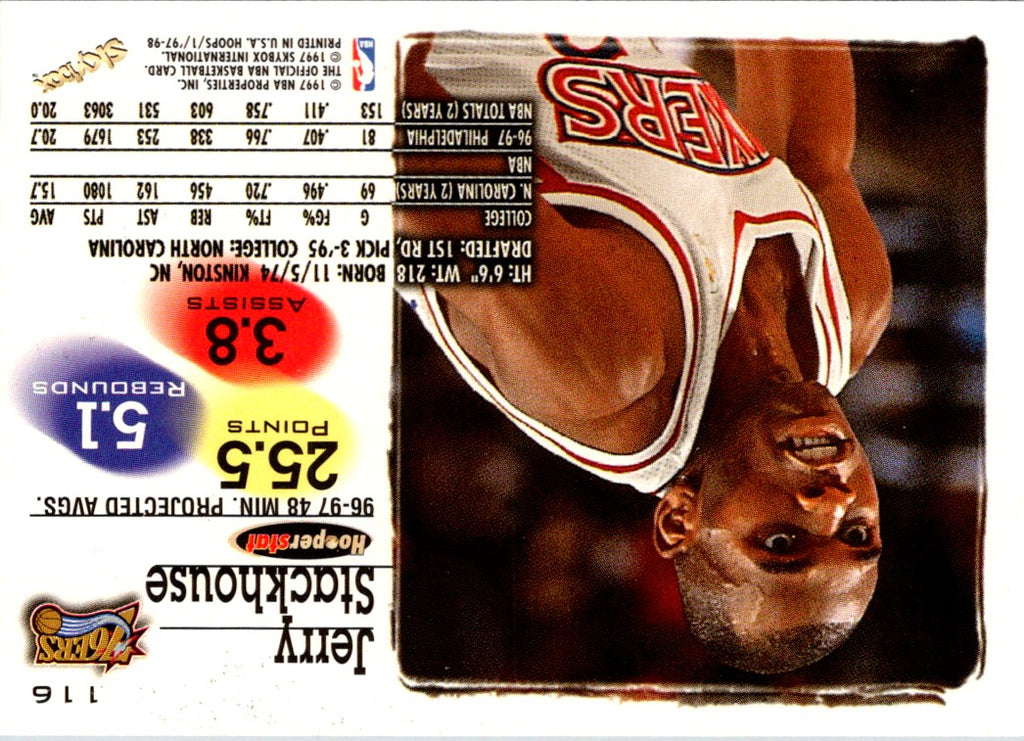 116
76ERS
Jerry
Stackhouse
Hooperstat
96-97 48 MIN. PROJECTED AVGS.
25.5
POINTS
5.1
REBOUNDS
3.8
ASSISTS
HT: 6'6" WT: 218 BORN: 11/5/74 KINSTON, NC
DRAFTED: 1ST RD, PICK 3-'95 COLLEGE: NORTH CAROLINA
COLLEGE G FG% FT% REB AST PTS AVG
N. CAROLINA (2 YEARS) 69 .496 .720 456 162 1080 15.7
NBA
96-97 PHILADELPHIA 81 .407 .766 338 253 1679 20.7
NBA TOTALS (2 YEARS) 153 .411 .758 603 531 3063 20.0
© 1997 NBA PROPERTIES, INC.
THE OFFICIAL NBA BASKETBALL CARD.
© 1997 SKYBOX INTERNATIONAL.
PRINTED IN U.S.A. HOOPS/1/'97-98
NBA
Skybox
XERS